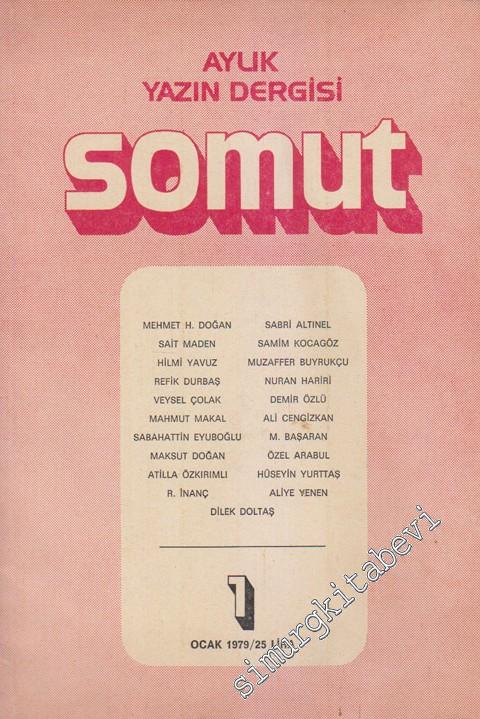 AYLIK
YAZIN DERGİSİ
somut
MEHMET H. DOĞAN SABRİ ALTINEL
SAİT MADEN SAMİM KOCAGÖZ
HİLMİ YAVUZ MUZAFFER BUYRUKÇU
REFİK DURBAŞ NURAN HARİRİ
VEYSEL ÇOLAK DEMİR ÖZLÜ
MAHMUT MAKAL ALİ CENGİZKAN
SABAHATTİN EYUBOĞLU M. BAŞARAN
MAKSUT DOĞAN ÖZEL ARABUL
ATİLLA ÖZKIRIMLI HÜSEYİN YURTTAŞ
R. İNANÇ ALİYE YENEN
DİLEK DOLTAŞ
1
OCAK 1979/25 LİRA
simurgkitabevi